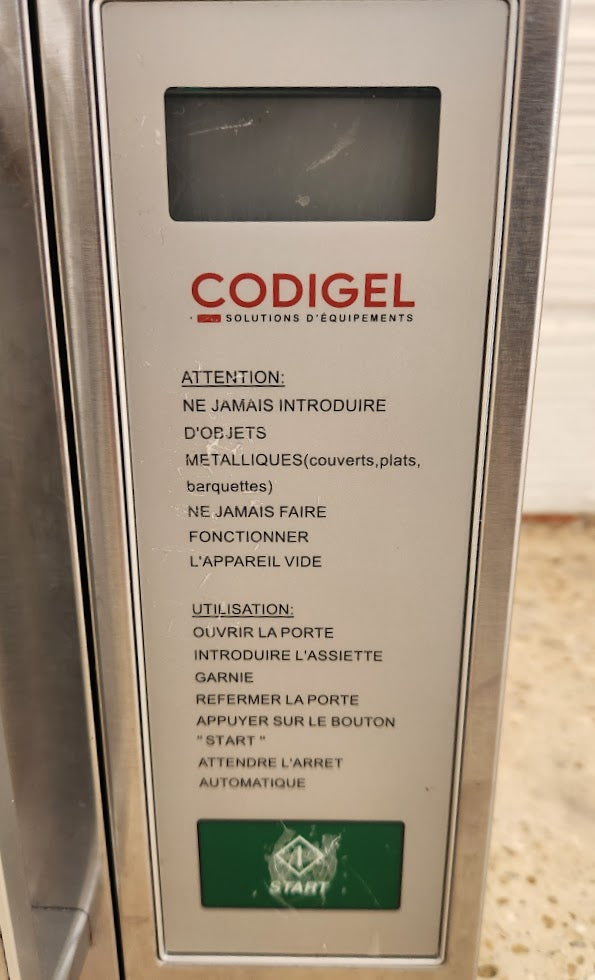 CODIGEL
SOLUTIONS D'ÉQUIPEMENTS
ATTENTION:
NE JAMAIS INTRODUIRE
D'OBJETS
METALLIQUES(couverts,plats,
barquettes)
NE JAMAIS FAIRE
FONCTIONNER
L'APPAREIL VIDE
UTILISATION:
OUVRIR LA PORTE
INTRODUIRE L'ASSIETTE
GARNIE
REFERMER LA PORTE
APPUYER SUR LE BOUTON
"START"
ATTENDRE L'ARRET
AUTOMATIQUE
START